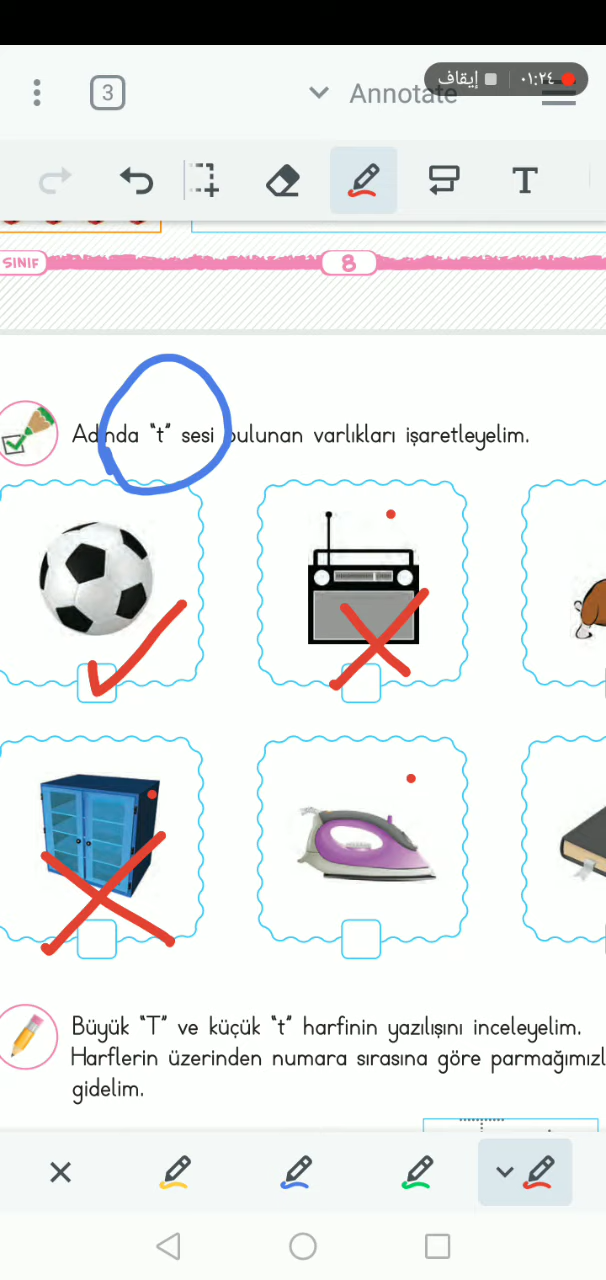 إيقاف ٠١:٢٤
3 Annotate
T
SINIF 8
Adında "t" sesi bulunan varlıkları işaretleyelim.
Büyük "T" ve küçük "t" harfinin yazılışını inceleyelim.
Harflerin üzerinden numara sırasına göre parmağımızl
gidelim.